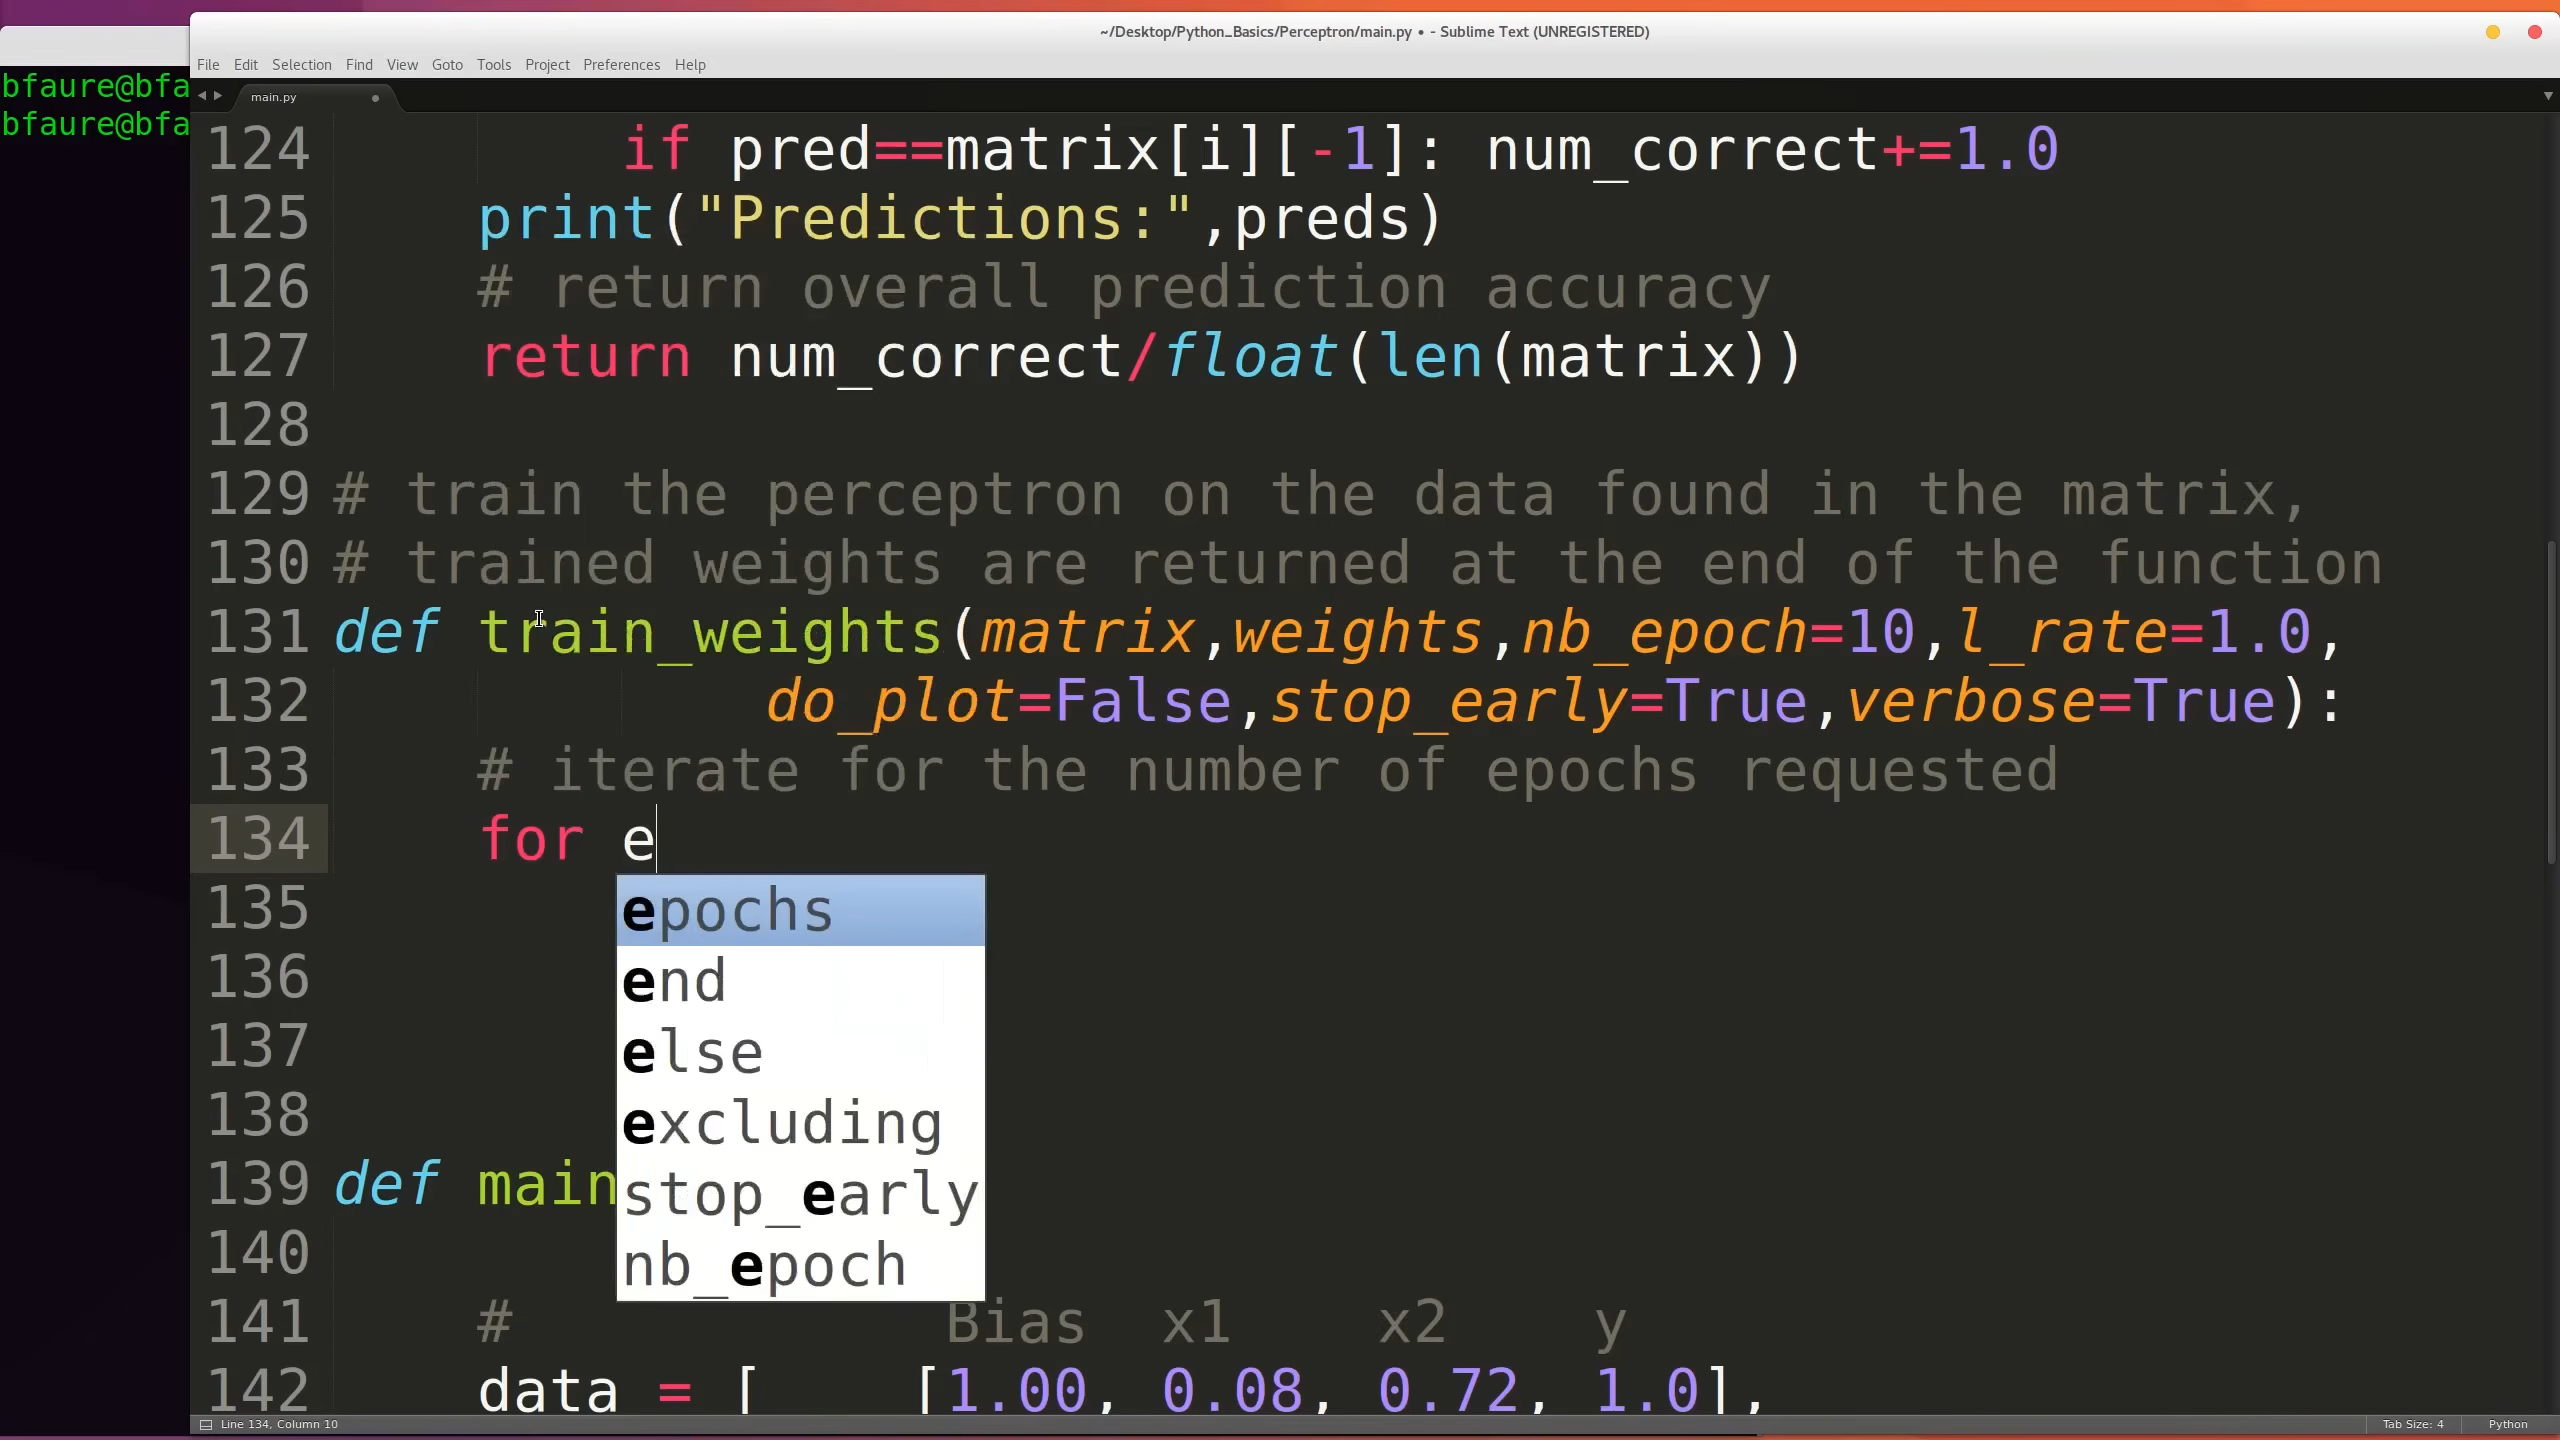 ~/Desktop/Python_Basics/Perceptron/main.py • - Sublime Text (UNREGISTERED)
File Edit Selection Find View Goto Tools Project Preferences Help
bfaure@bfa
bfaure@bfa
main.py
124 if pred==matrix[i][-1]: num_correct+=1.0
125 print("Predictions:",preds)
126 # return overall prediction accuracy
127 return num_correct/float(len(matrix))
128
129 # train the perceptron on the data found in the matrix,
130 # trained weights are returned at the end of the function
131 def train_weights(matrix,weights,nb_epoch=10,l_rate=1.0,
132 do_plot=False,stop_early=True,verbose=True):
133 # iterate for the number of epochs requested
134 for e
135
epochs
136
end
137
else
138
excluding
139 def main
stop_early
140
nb_epoch
141 # Bias x1 x2 y
142 data = [ [1.00, 0.08, 0.72, 1.0],
Line 134, Column 10
Tab Size: 4 Python